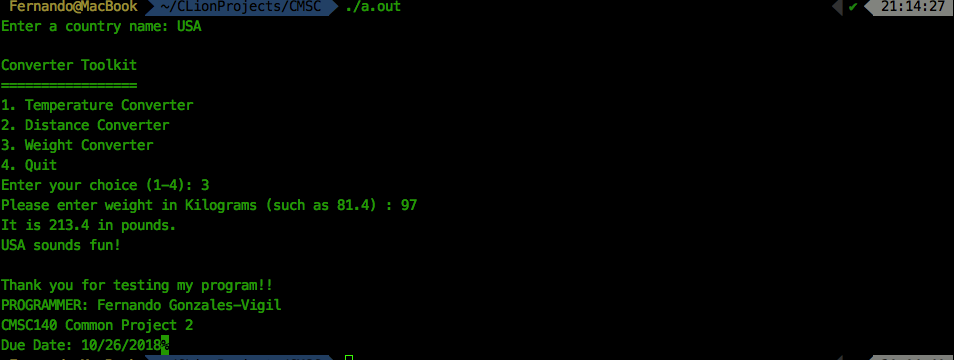 Fernando@MacBook ~/CLionProjects/CMSC ./a.out ✔ 21:14:27
Enter a country name: USA
Converter Toolkit
=================
1. Temperature Converter
2. Distance Converter
3. Weight Converter
4. Quit
Enter your choice (1-4): 3
Please enter weight in Kilograms (such as 81.4) : 97
It is 213.4 in pounds.
USA sounds fun!
Thank you for testing my program!!
PROGRAMMER: Fernando Gonzales-Vigil
CMSC140 Common Project 2
Due Date: 10/26/2018%